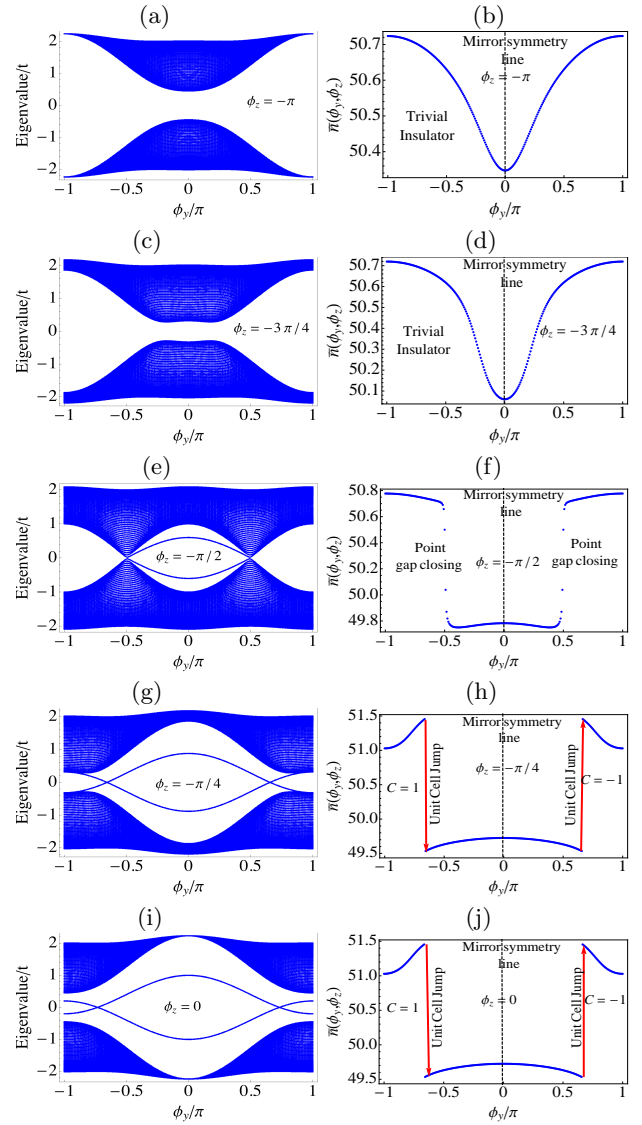 (a)
Eigenvalue/t
2
1
0
−1
−2
ϕz = −π
−1 −0.5 0 0.5 1
ϕy/π
(b)
n̅(ϕy,ϕz)
50.7
50.6
50.5
50.4
Mirror symmetry
line
ϕz = −π
Trivial
Insulator
−1 −0.5 0 0.5 1
ϕy/π
(c)
Eigenvalue/t
2
1
0
−1
−2
ϕz = −3 π/4
−1 −0.5 0 0.5 1
ϕy/π
(d)
n̅(ϕy,ϕz)
50.7
50.6
50.5
50.4
50.3
50.2
50.1
Mirror symmetry
line
ϕz = −3 π/4
Trivial
Insulator
−1 −0.5 0 0.5 1
ϕy/π
(e)
Eigenvalue/t
2
1
0
−1
−2
ϕz = −π/2
−1 −0.5 0 0.5 1
ϕy/π
(f)
n̅(ϕy,ϕz)
50.8
50.6
50.4
50.2
50.0
49.8
Mirror symmetry
line
Point
gap closing
ϕz = −π/2
Point
gap closing
−1 −0.5 0 0.5 1
ϕy/π
(g)
Eigenvalue/t
2
1
0
−1
−2
ϕz = −π/4
−1 −0.5 0 0.5 1
ϕy/π
(h)
n̅(ϕy,ϕz)
51.5
51.0
50.5
50.0
49.5
Mirror symmetry
line
ϕz = −π/4
C = 1
Unit Cell Jump
Unit Cell Jump
C = −1
−1 −0.5 0 0.5 1
ϕy/π
(i)
Eigenvalue/t
2
1
0
−1
−2
ϕz = 0
−1 −0.5 0 0.5 1
ϕy/π
(j)
n̅(ϕy,ϕz)
51.5
51.0
50.5
50.0
49.5
Mirror symmetry
line
ϕz = 0
C = 1
Unit Cell Jump
Unit Cell Jump
C = −1
−1 −0.5 0 0.5 1
ϕy/π